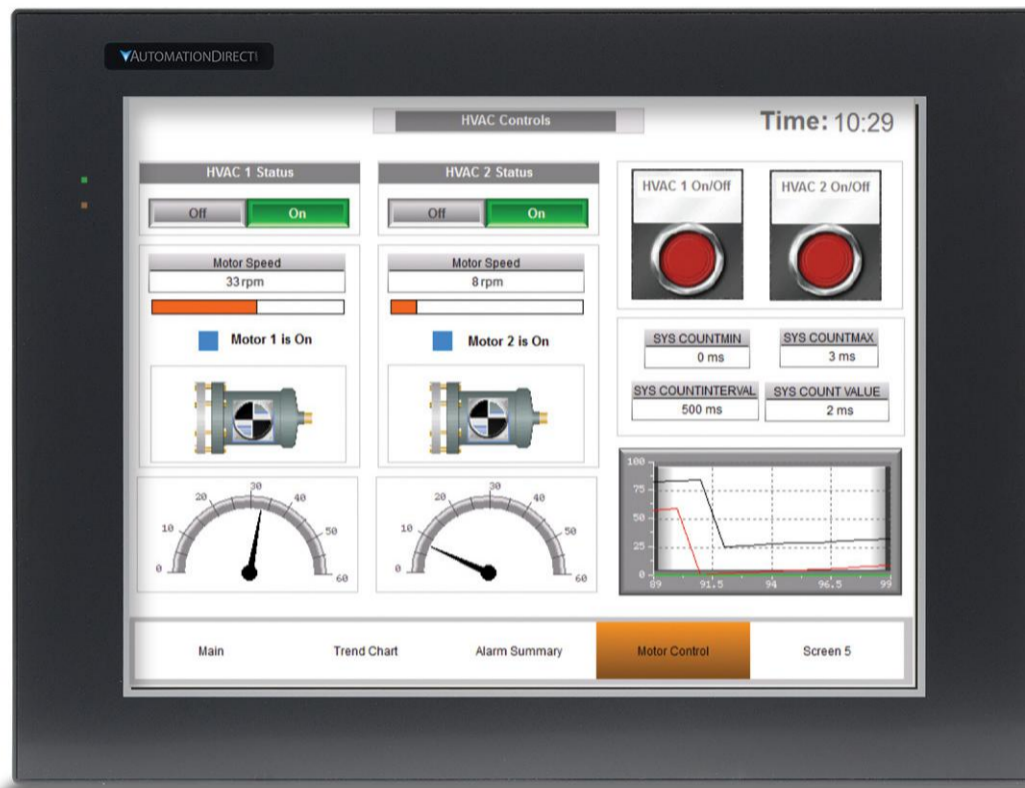 AUTOMATIONDIRECT
HVAC Controls
Time: 10:29
HVAC 1 Status
Off On
Motor Speed
33 rpm
Motor 1 is On
0 10 20 30 40 50 60
HVAC 2 Status
Off On
Motor Speed
8 rpm
Motor 2 is On
0 10 20 30 40 50 60
HVAC 1 On/Off
HVAC 2 On/Off
SYS COUNTMIN
0 ms
SYS COUNTMAX
3 ms
SYS COUNTINTERVAL
500 ms
SYS COUNT VALUE
2 ms
100
75
50
25
0
89 91.5 94 96.5 99
Main Trend Chart Alarm Summary Motor Control Screen 5